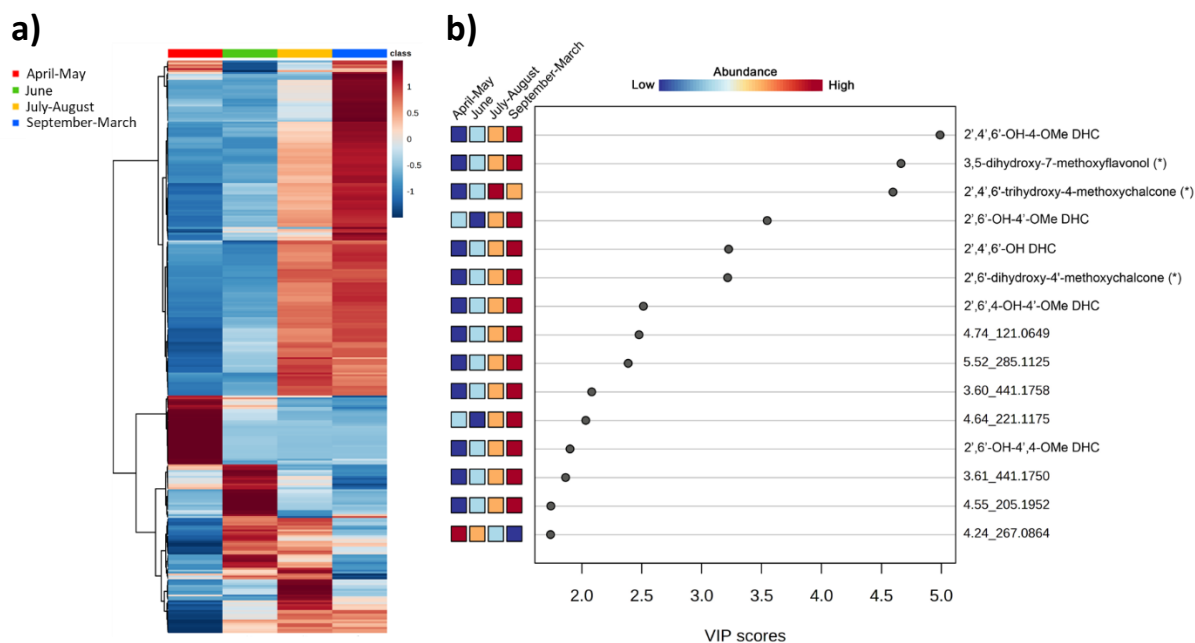 a)
April-May
June
July-August
September-March
class
1
0.5
0
-0.5
-1
b)
April-May
June
July-August
September-March
Abundance
Low
High
2',4',6'-OH-4-OMe DHC
3,5-dihydroxy-7-methoxyflavonol (*)
2',4',6'-trihydroxy-4-methoxychalcone (*)
2',6'-OH-4'-OMe DHC
2',4',6'-OH DHC
2',6'-dihydroxy-4'-methoxychalcone (*)
2',6',4-OH-4'-OMe DHC
4.74_121.0649
5.52_285.1125
3.60_441.1758
4.64_221.1175
2',6'-OH-4',4-OMe DHC
3.61_441.1750
4.55_205.1952
4.24_267.0864
2.0 2.5 3.0 3.5 4.0 4.5 5.0
VIP scores